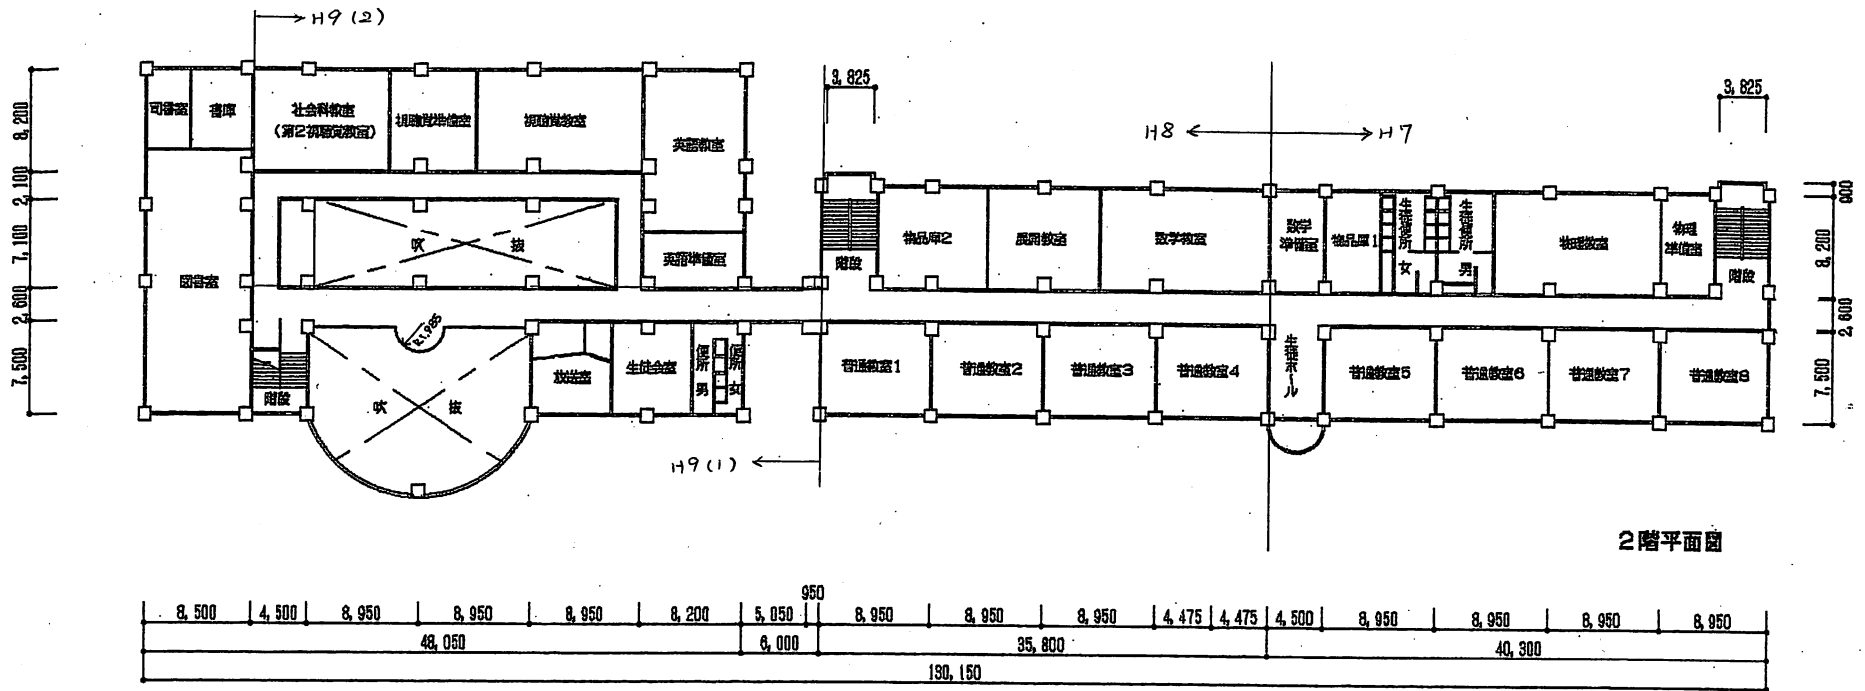 H9(2)
3,825
3,825
H8
H7
司書室
書庫
社会科教室
(第2視聴覚教室)
視聴覚準備室
視聴覚教室
英語教室
8,200
2,100
7,100
2,600
7,500
900
8,200
2,600
7,500
吹 抜
英語準備室
図書室
階段
物品庫2
展開教室
数学教室
数学
準備室
物品庫1
生徒便所
女
生徒便所
男
物理教室
物理
準備室
階段
R1,985
階段
吹 抜
放送室
生徒会室
便所
男
便所
女
普通教室1
普通教室2
普通教室3
普通教室4
生徒ホール
普通教室5
普通教室6
普通教室7
普通教室8
H9(1)
2階平面図
950
8,500 4,500 8,950 8,950 8,950 8,200 5,050 8,950 8,950 8,950 4,475 4,475 4,500 8,950 8,950 8,950 8,950
48,050 6,000 35,800 40,300
130,150